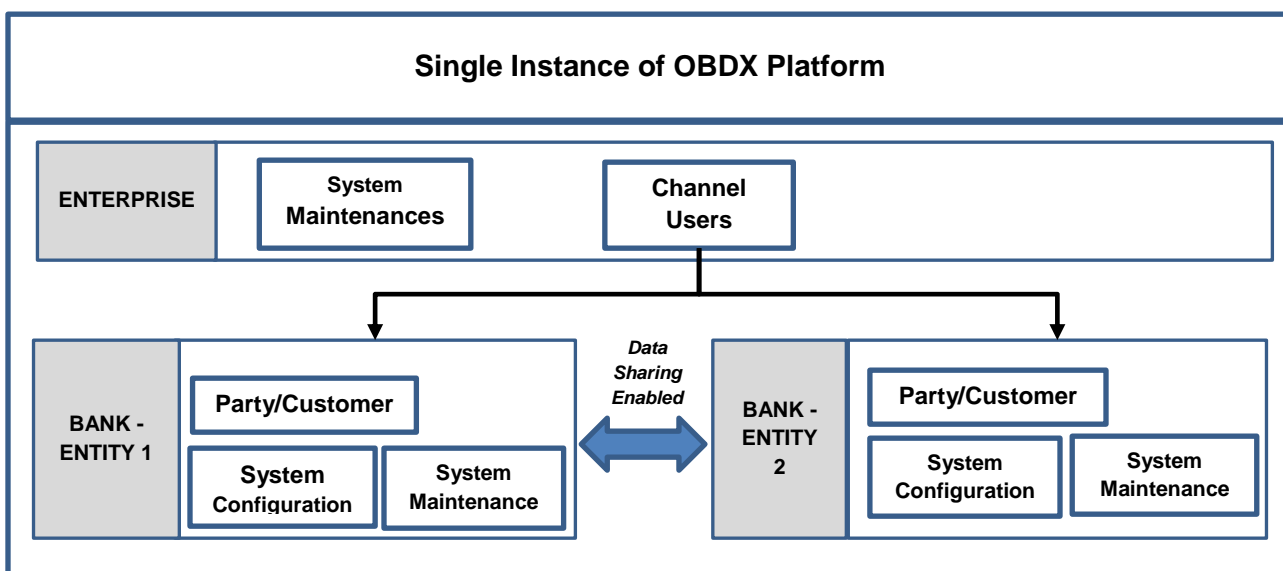 Single Instance of OBDX Platform
ENTERPRISE
System
Maintenances
Channel
Users
BANK -
ENTITY 1
Party/Customer
System
Configuration
System
Maintenance
Data
Sharing
Enabled
BANK -
ENTITY
2
Party/Customer
System
Configuration
System
Maintenance